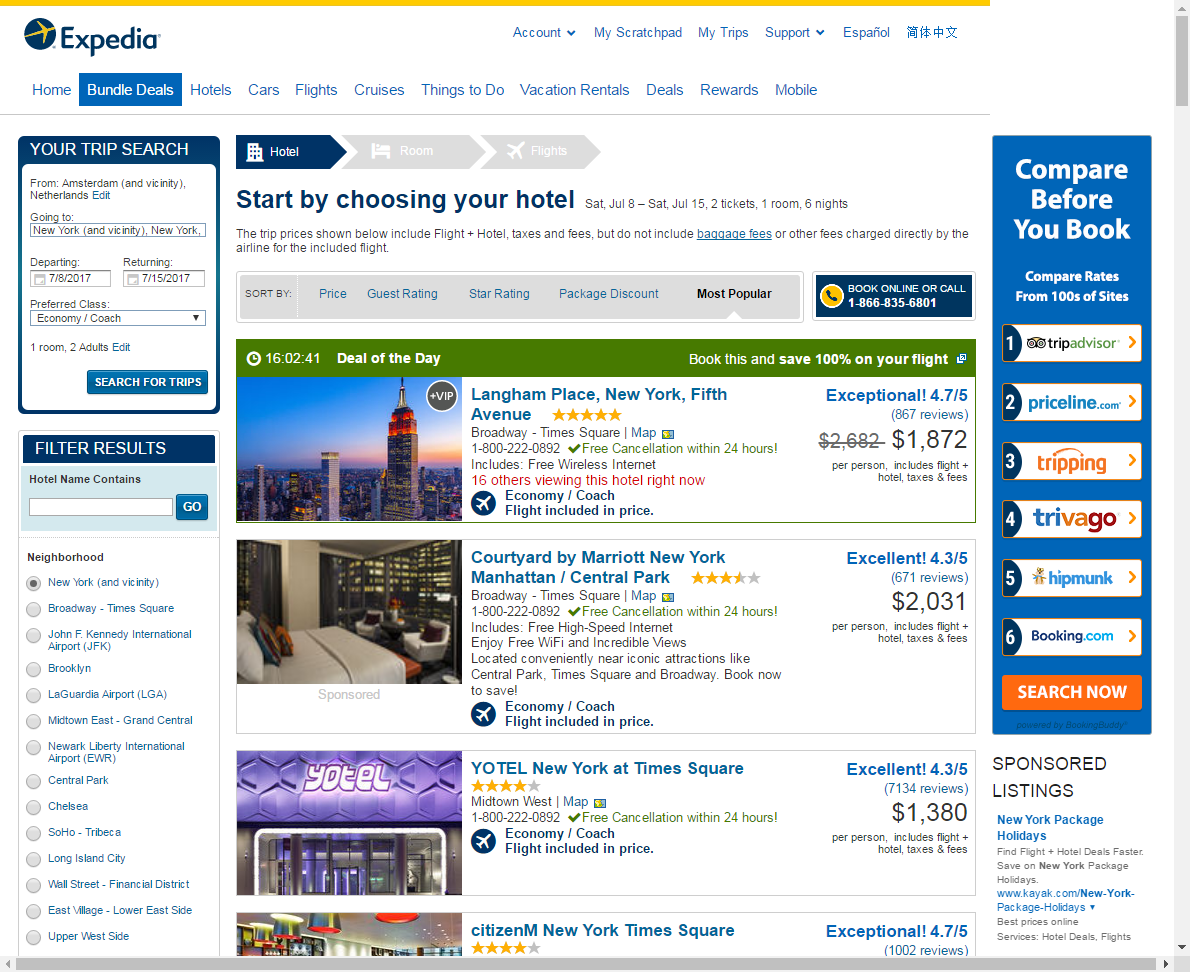 Expedia
Account
My Scratchpad
My Trips
Support
Español
简体中文
Home
Bundle Deals
Hotels
Cars
Flights
Cruises
Things to Do
Vacation Rentals
Deals
Rewards
Mobile
YOUR TRIP SEARCH
From: Amsterdam (and vicinity),
Netherlands Edit
Going to:
New York (and vicinity), New York,
Departing:
Returning:
7/8/2017
7/15/2017
Preferred Class:
Economy / Coach
1 room, 2 Adults Edit
SEARCH FOR TRIPS
FILTER RESULTS
Hotel Name Contains
GO
Neighborhood
New York (and vicinity)
Broadway - Times Square
John F. Kennedy International
Airport (JFK)
Brooklyn
LaGuardia Airport (LGA)
Midtown East - Grand Central
Newark Liberty International
Airport (EWR)
Central Park
Chelsea
SoHo - Tribeca
Long Island City
Wall Street - Financial District
East Village - Lower East Side
Upper West Side
Hotel
Room
Flights
Start by choosing your hotel Sat, Jul 8 – Sat, Jul 15, 2 tickets, 1 room, 6 nights
The trip prices shown below include Flight + Hotel, taxes and fees, but do not include baggage fees or other fees charged directly by the
airline for the included flight.
SORT BY:
Price
Guest Rating
Star Rating
Package Discount
Most Popular
BOOK ONLINE OR CALL
1-866-835-6801
16:02:41 Deal of the Day
Book this and save 100% on your flight
+VIP
Langham Place, New York, Fifth
Avenue
Broadway - Times Square | Map
1-800-222-0892 Free Cancellation within 24 hours!
Includes: Free Wireless Internet
16 others viewing this hotel right now
Economy / Coach
Flight included in price.
Exceptional! 4.7/5
(867 reviews)
$2,682 $1,872
per person, includes flight +
hotel, taxes & fees
Sponsored
Courtyard by Marriott New York
Manhattan / Central Park
Broadway - Times Square | Map
1-800-222-0892 Free Cancellation within 24 hours!
Includes: Free High-Speed Internet
Enjoy Free WiFi and Incredible Views
Located conveniently near iconic attractions like
Central Park, Times Square and Broadway. Book now
to save!
Economy / Coach
Flight included in price.
Excellent! 4.3/5
(671 reviews)
$2,031
per person, includes flight +
hotel, taxes & fees
YOTEL
YOTEL New York at Times Square
Midtown West | Map
1-800-222-0892 Free Cancellation within 24 hours!
Economy / Coach
Flight included in price.
Excellent! 4.3/5
(7134 reviews)
$1,380
per person, includes flight +
hotel, taxes & fees
citizenM New York Times Square
Exceptional! 4.7/5
(1002 reviews)
Compare
Before
You Book
Compare Rates
From 100s of Sites
1 tripadvisor
2 priceline.com
3 tripping
4 trivago
5 hipmunk
6 Booking.com
SEARCH NOW
powered by BookingBuddy
SPONSORED
LISTINGS
New York Package
Holidays
Find Flight + Hotel Deals Faster.
Save on New York Package
Holidays.
www.kayak.com/New-York-
Package-Holidays
Best prices online
Services: Hotel Deals, Flights